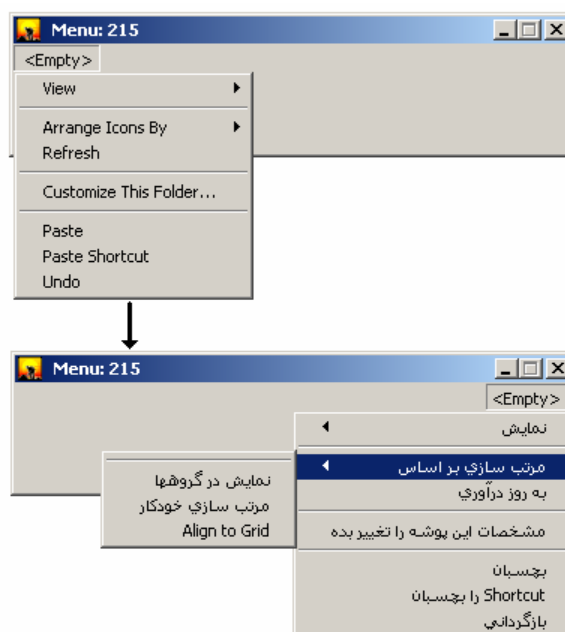 Menu: 215
<Empty>
View
Arrange Icons By
Refresh
Customize This Folder...
Paste
Paste Shortcut
Undo
Menu: 215
<Empty>
نمايش
مرتب سازي بر اساس
به روز درآوري
مشخصات اين پوشه را تغيير بده
بچسبان
Shortcut را بچسبان
بازگرداني
نمايش در گروهها
مرتب سازي خودكار
Align to Grid